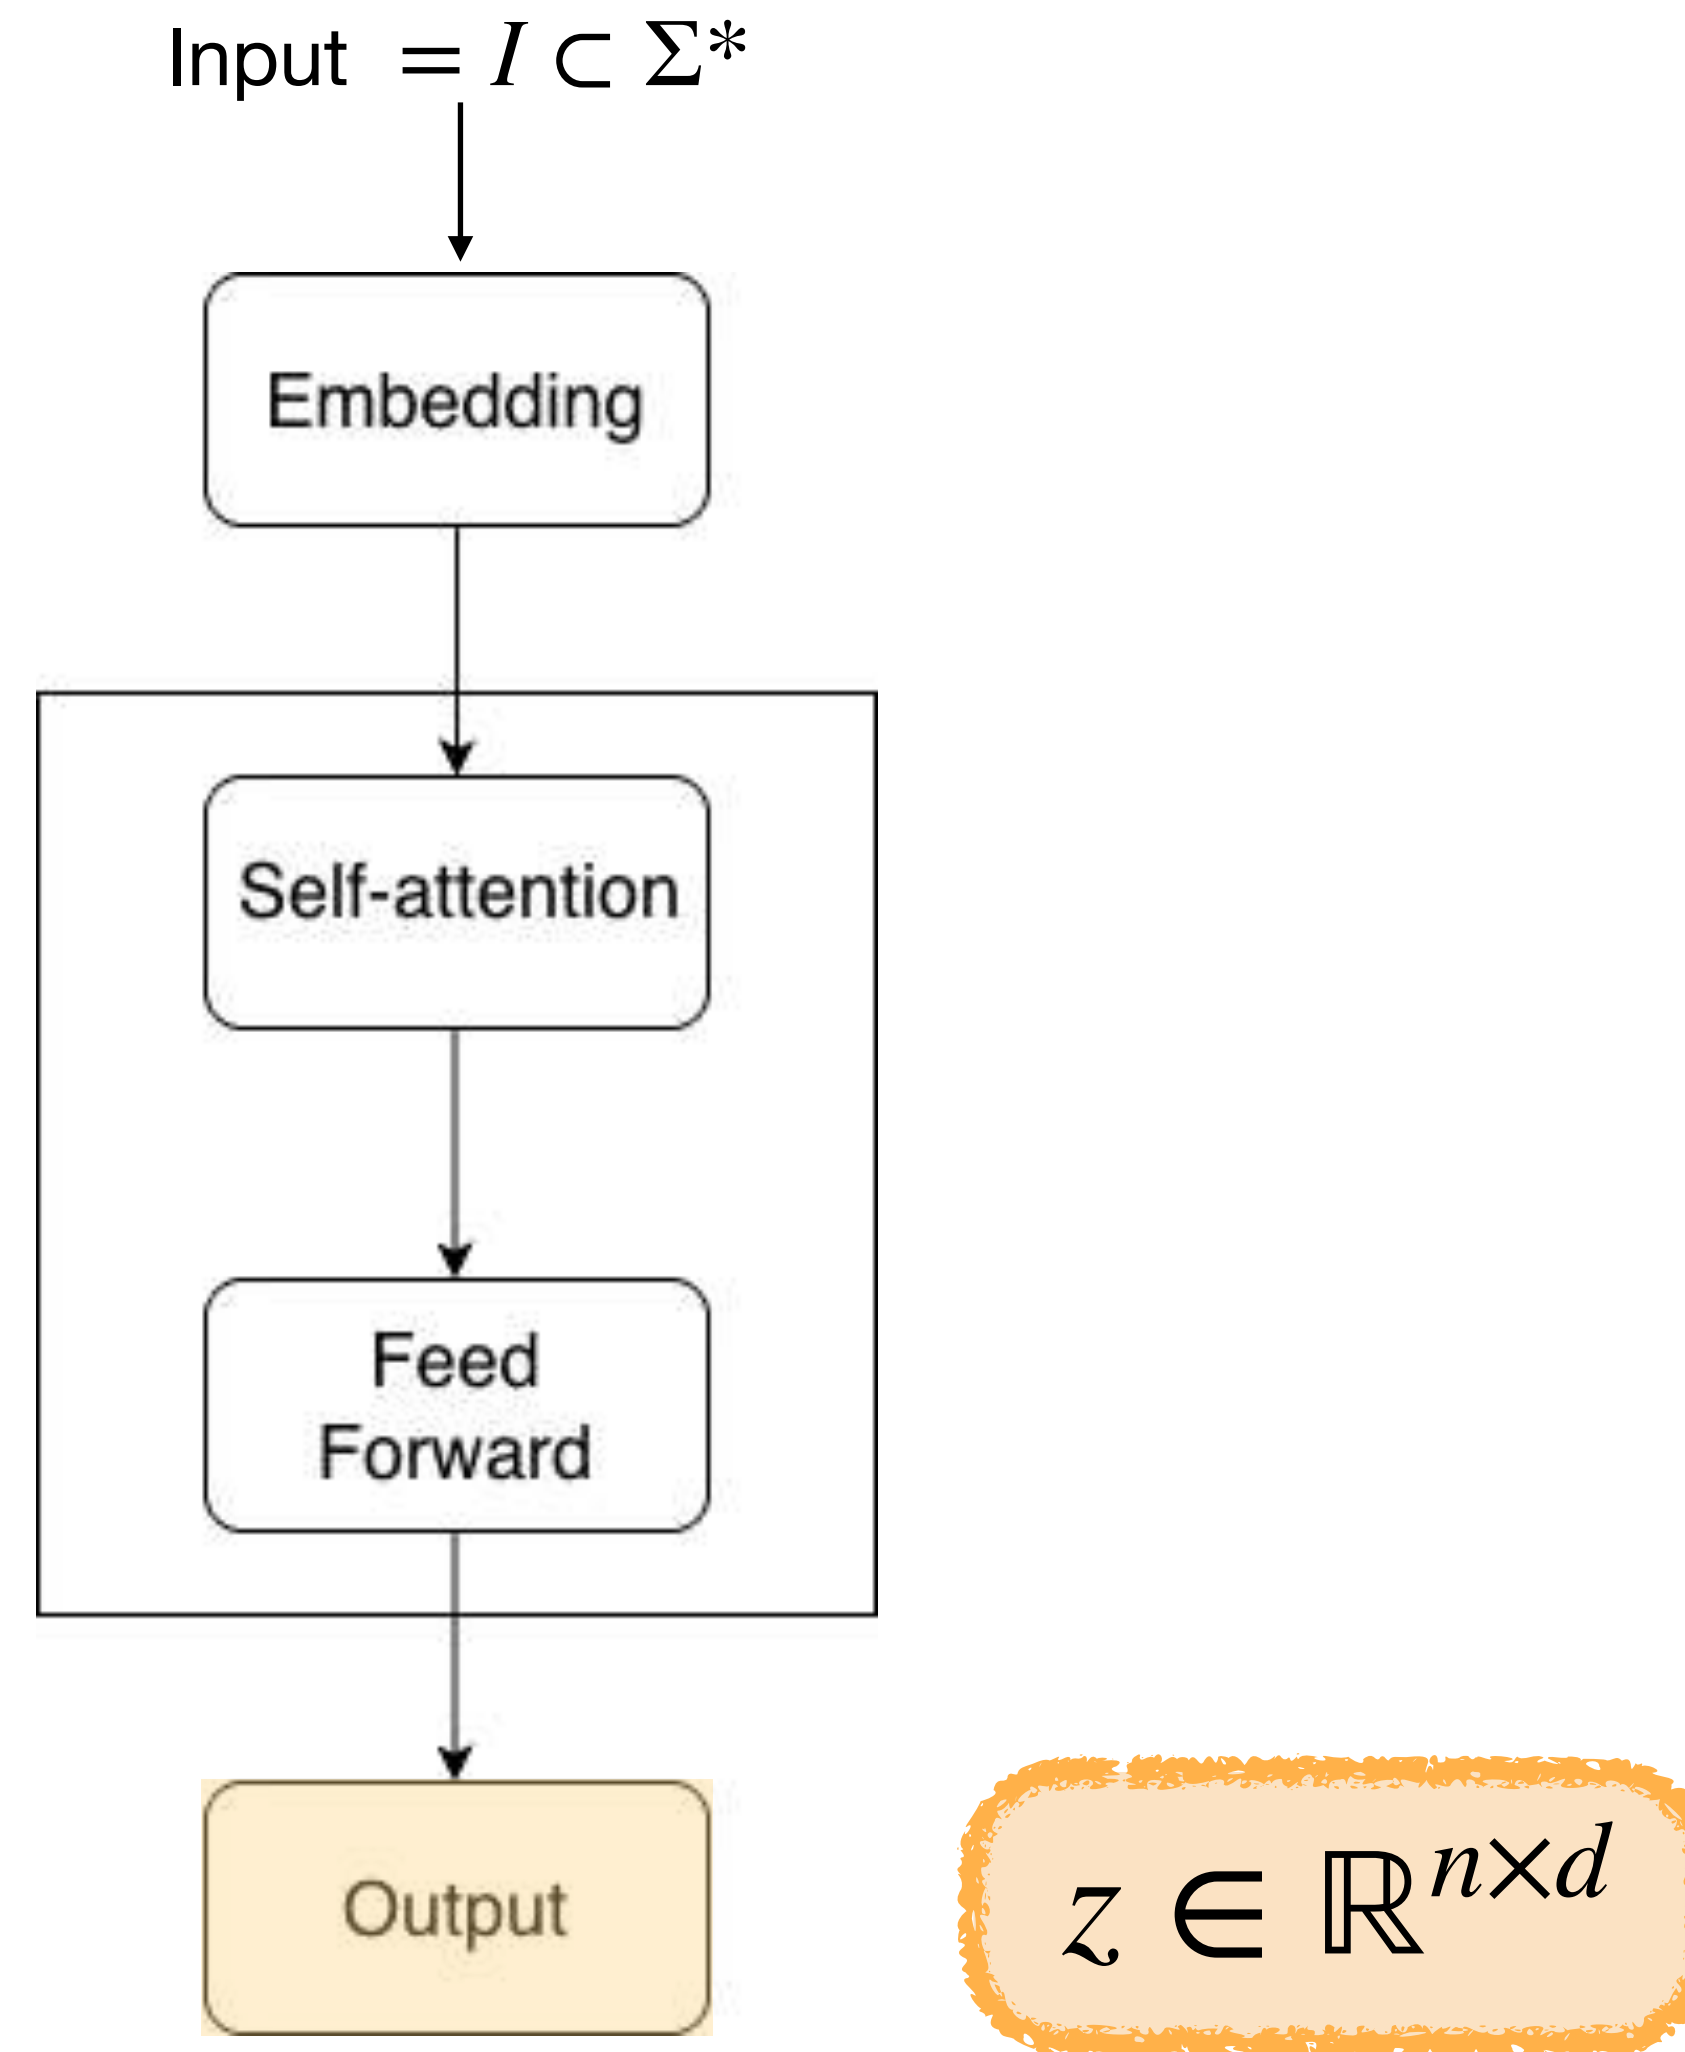 Input = I ⊂ Σ*
Embedding
Self-attention
Feed
Forward
Output
z ∈ ℝ^{n×d}